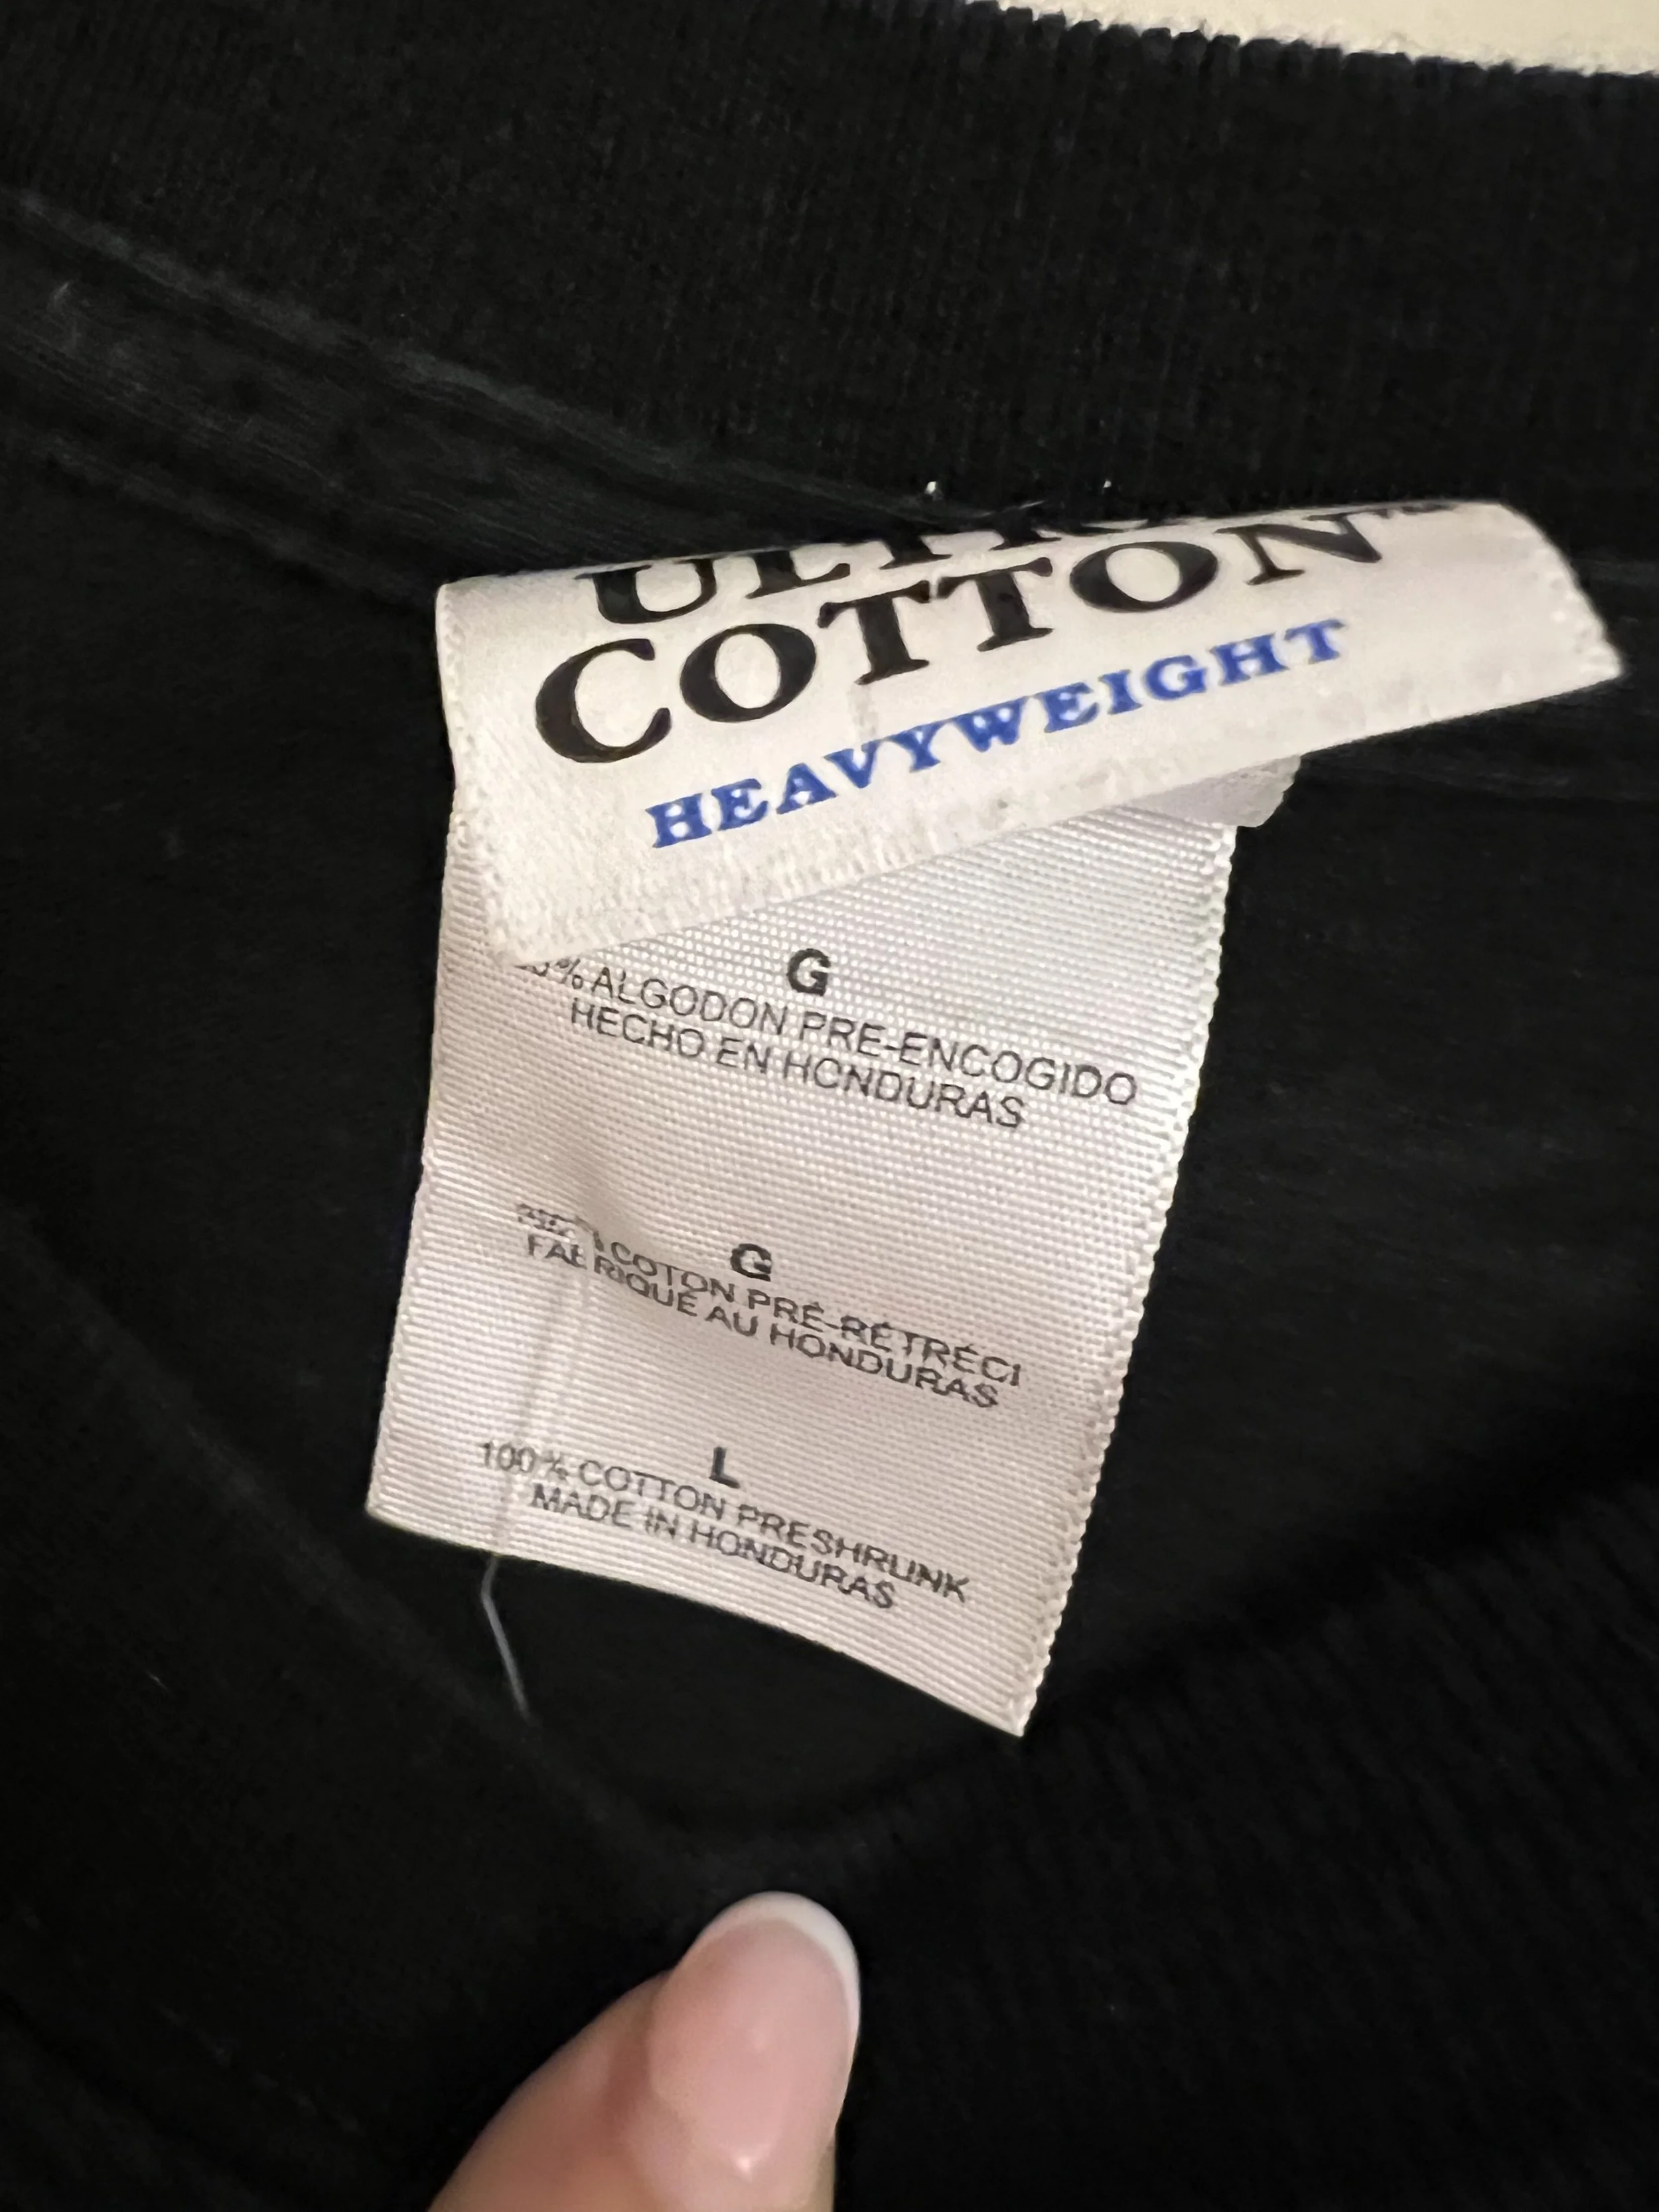 COTTON™
HEAVYWEIGHT
G
% ALGODON PRE-ENCOGIDO
HECHO EN HONDURAS
G
COTON PRÉ-RÉTRÉCI
FABRIQUÉ AU HONDURAS
L
100% COTTON PRESHRUNK
MADE IN HONDURAS